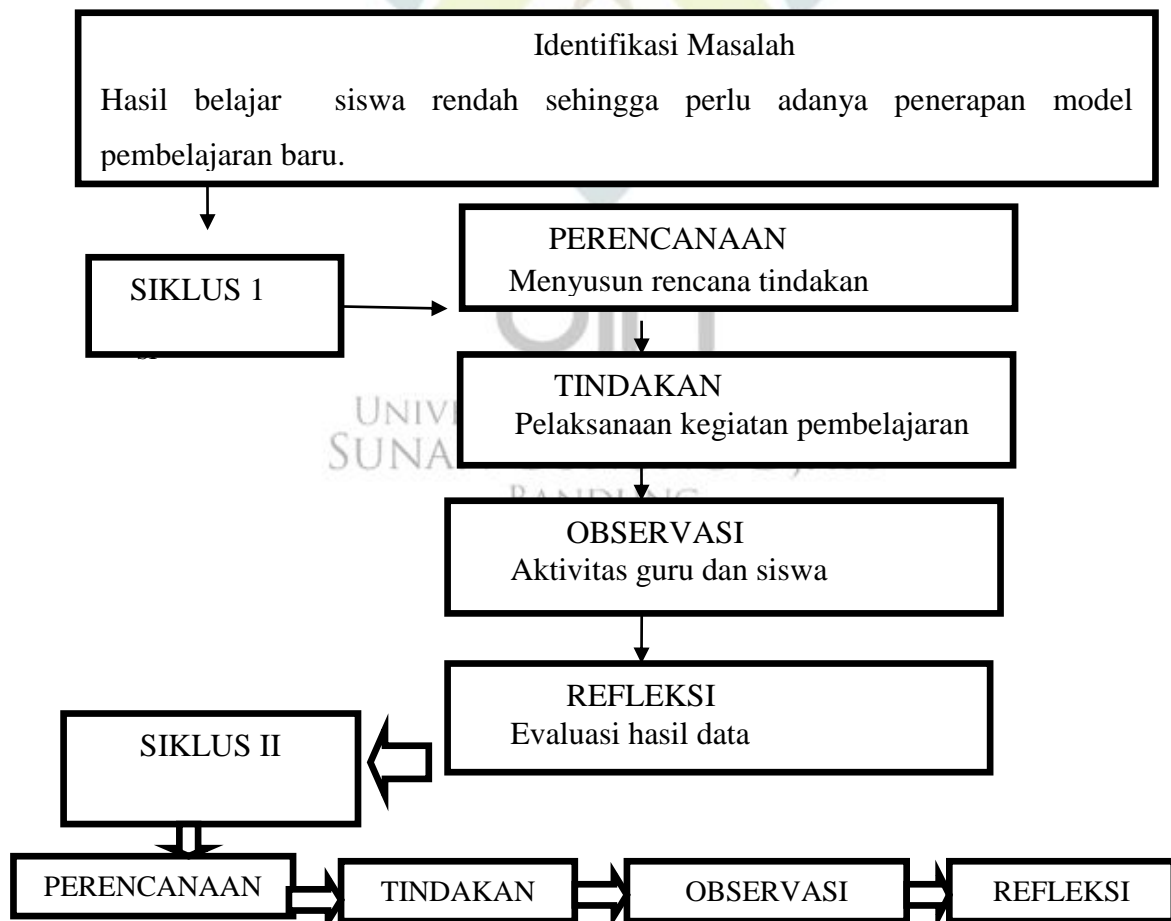 Identifikasi Masalah
Hasil belajar siswa rendah sehingga perlu adanya penerapan model
pembelajaran baru.
SIKLUS 1
PERENCANAAN
Menyusun rencana tindakan
TINDAKAN
Pelaksanaan kegiatan pembelajaran
OBSERVASI
Aktivitas guru dan siswa
REFLEKSI
Evaluasi hasil data
SIKLUS II
PERENCANAAN
TINDAKAN
OBSERVASI
REFLEKSI